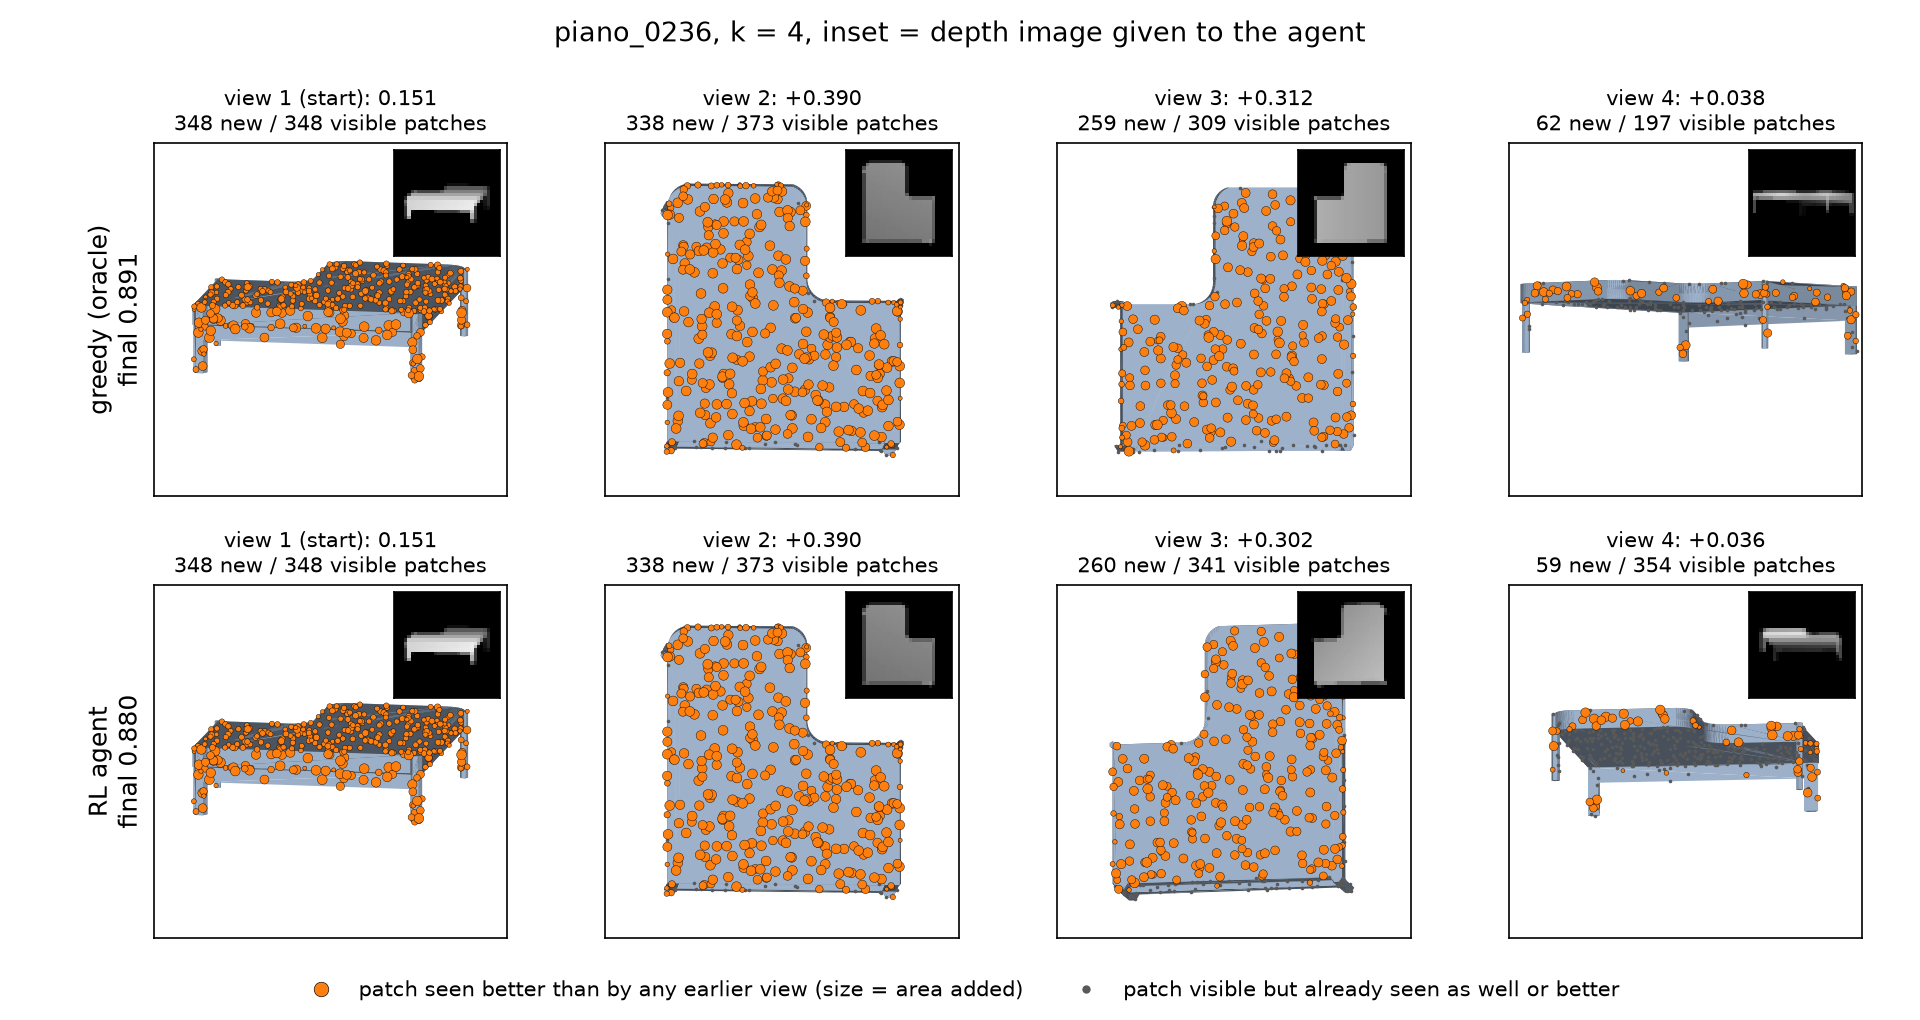 piano_0236, k = 4, inset = depth image given to the agent
view 1 (start): 0.151
348 new / 348 visible patches
view 2: +0.390
338 new / 373 visible patches
view 3: +0.312
259 new / 309 visible patches
view 4: +0.038
62 new / 197 visible patches
greedy (oracle)
final 0.891
view 1 (start): 0.151
348 new / 348 visible patches
view 2: +0.390
338 new / 373 visible patches
view 3: +0.302
260 new / 341 visible patches
view 4: +0.036
59 new / 354 visible patches
RL agent
final 0.880
patch seen better than by any earlier view (size = area added)
patch visible but already seen as well or better